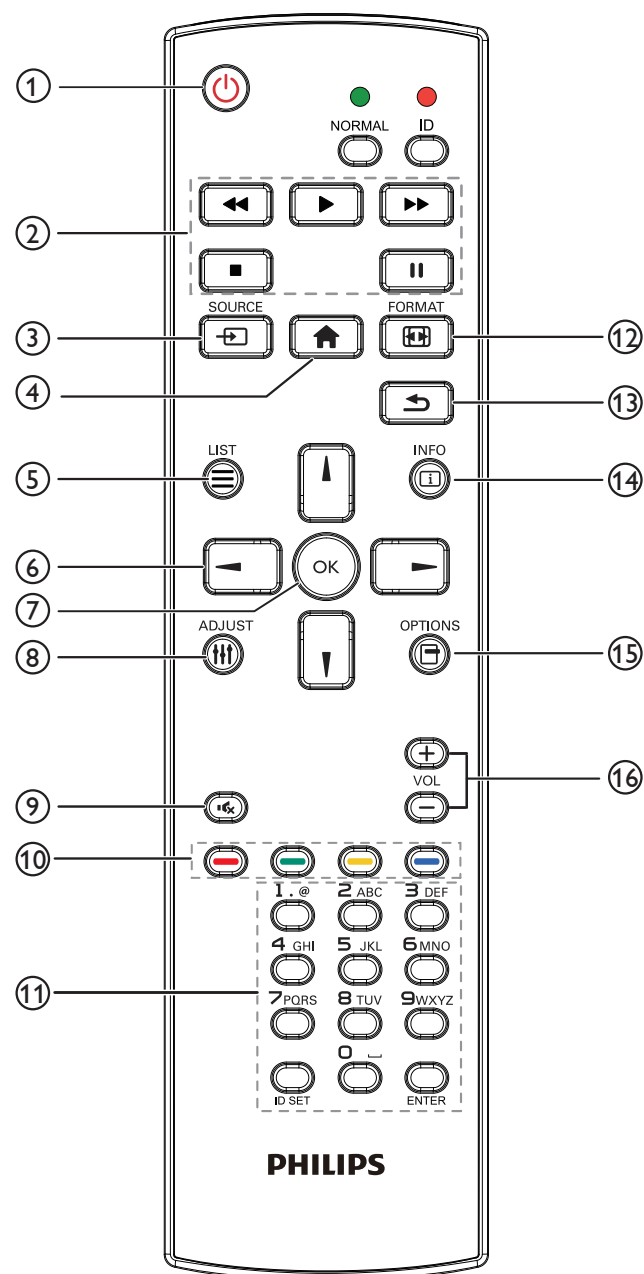 1
NORMAL ID
2
SOURCE FORMAT
3
12
4
13
LIST INFO
5
i
14
6
OK
7
ADJUST OPTIONS
8
15
+
VOL
16
−
9
10
1 . @ 2 ABC 3 DEF
4 GHI 5 JKL 6 MNO
11
7 PQRS 8 TUV 9 WXYZ
0 ⎵
ID SET ENTER
PHILIPS